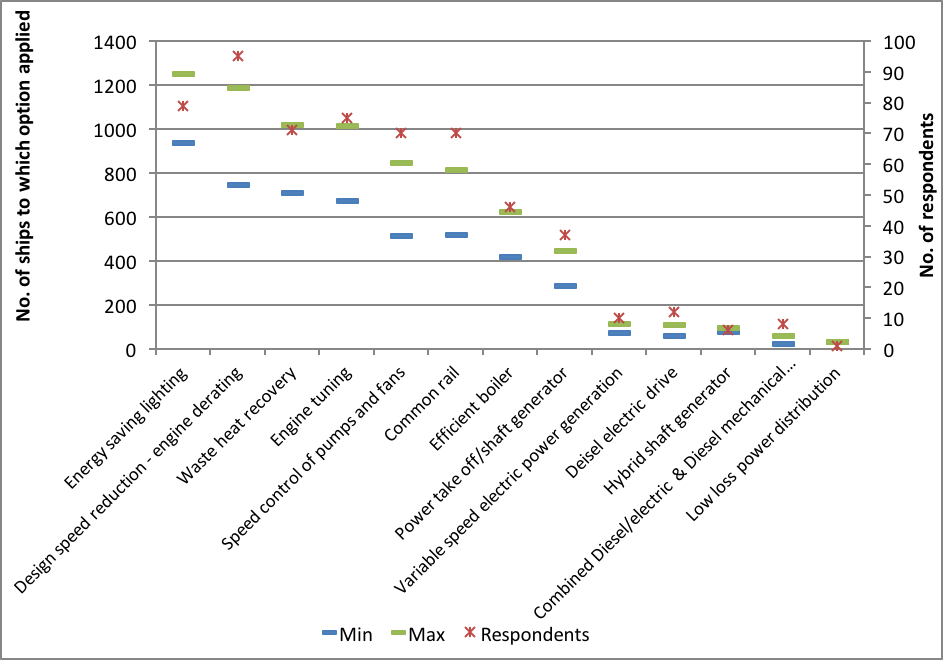 No. of ships to which option applied
1400
1200
1000
800
600
400
200
0
100
90
80
70
60
50
40
30
20
10
0
No. of respondents
Energy saving lighting
Design speed reduction - engine derating
Waste heat recovery
Engine tuning
Speed control of pumps and fans
Common rail
Efficient boiler
Power take off/shaft generator
Variable speed electric power generation
Deisel electric drive
Hybrid shaft generator
Combined Diesel/electric & Diesel mechanical...
Low loss power distribution
Min Max Respondents